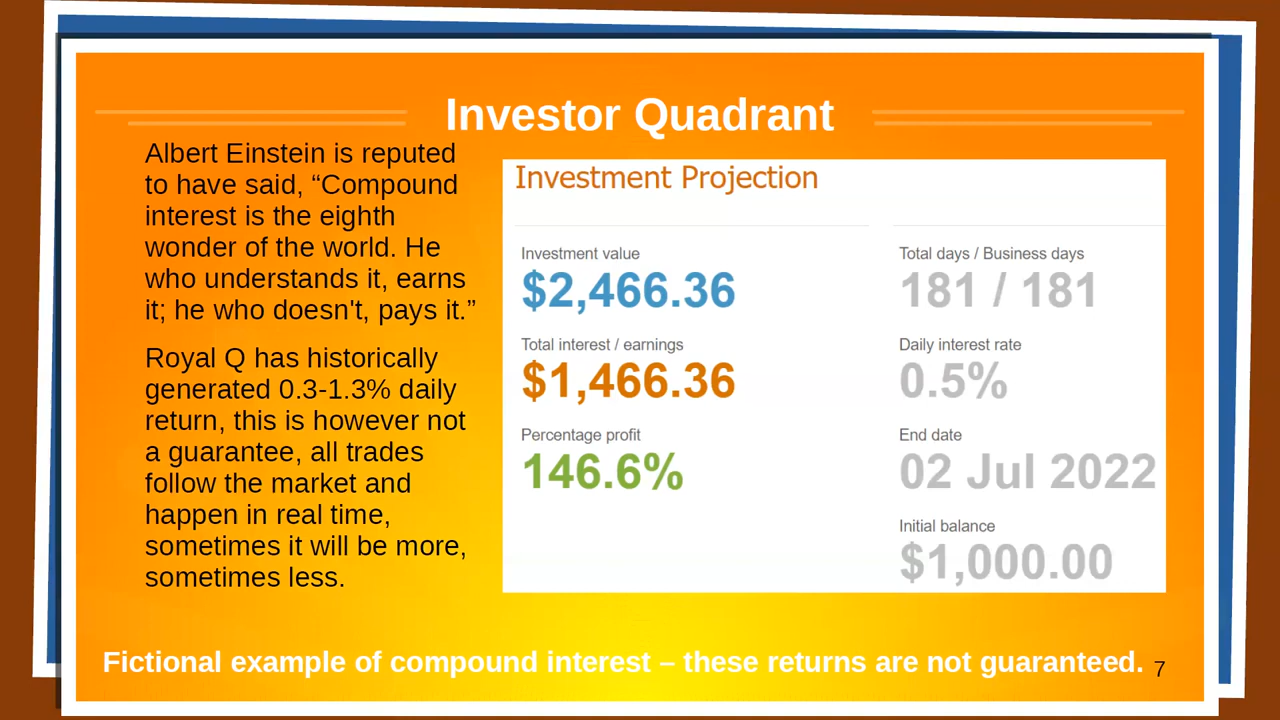 Investor Quadrant
Albert Einstein is reputed
to have said, “Compound
interest is the eighth
wonder of the world. He
who understands it, earns
it; he who doesn't, pays it.”
Royal Q has historically
generated 0.3-1.3% daily
return, this is however not
a guarantee, all trades
follow the market and
happen in real time,
sometimes it will be more,
sometimes less.
Investment Projection
Investment value
$2,466.36
Total interest / earnings
$1,466.36
Percentage profit
146.6%
Total days / Business days
181 / 181
Daily interest rate
0.5%
End date
02 Jul 2022
Initial balance
$1,000.00
Fictional example of compound interest – these returns are not guaranteed.
7